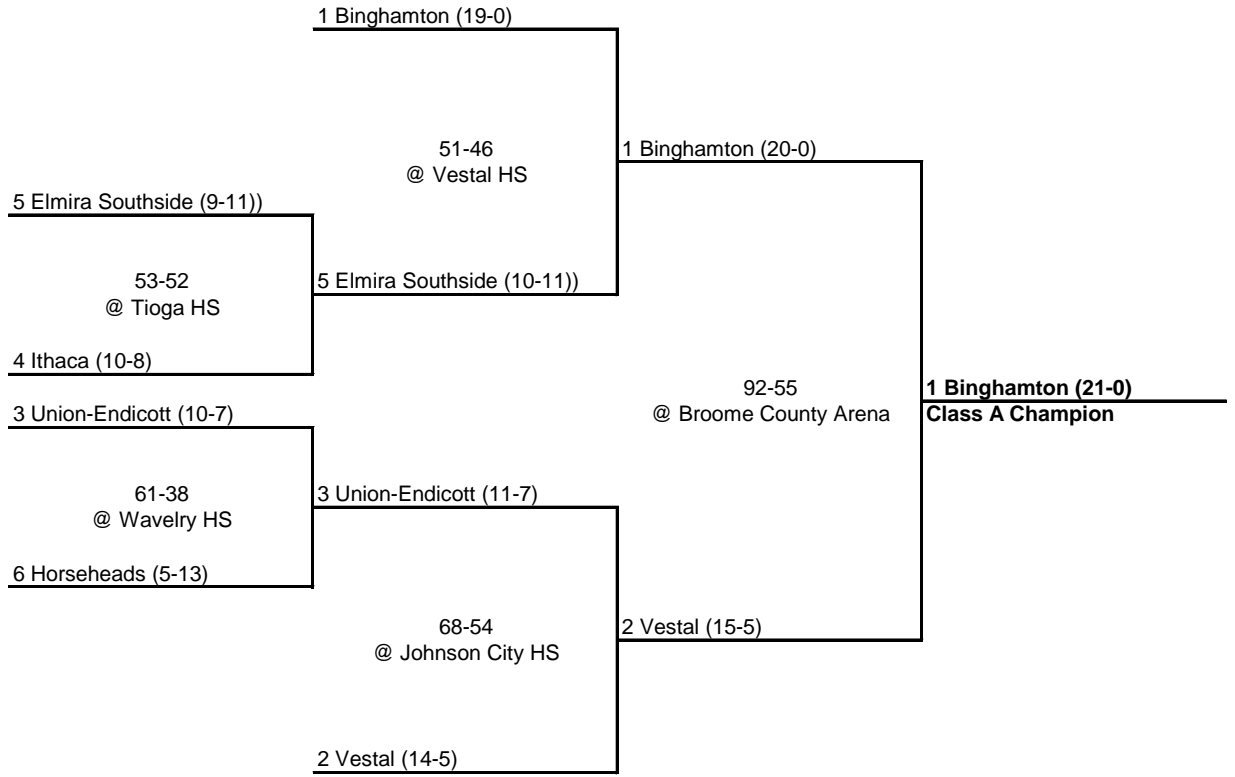 1 Binghamton (19-0)
51-46
@ Vestal HS
1 Binghamton (20-0)
5 Elmira Southside (9-11))
53-52
@ Tioga HS
5 Elmira Southside (10-11))
4 Ithaca (10-8)
92-55
@ Broome County Arena
1 Binghamton (21-0)
Class A Champion
3 Union-Endicott (10-7)
61-38
@ Wavelry HS
3 Union-Endicott (11-7)
6 Horseheads (5-13)
68-54
@ Johnson City HS
2 Vestal (15-5)
2 Vestal (14-5)